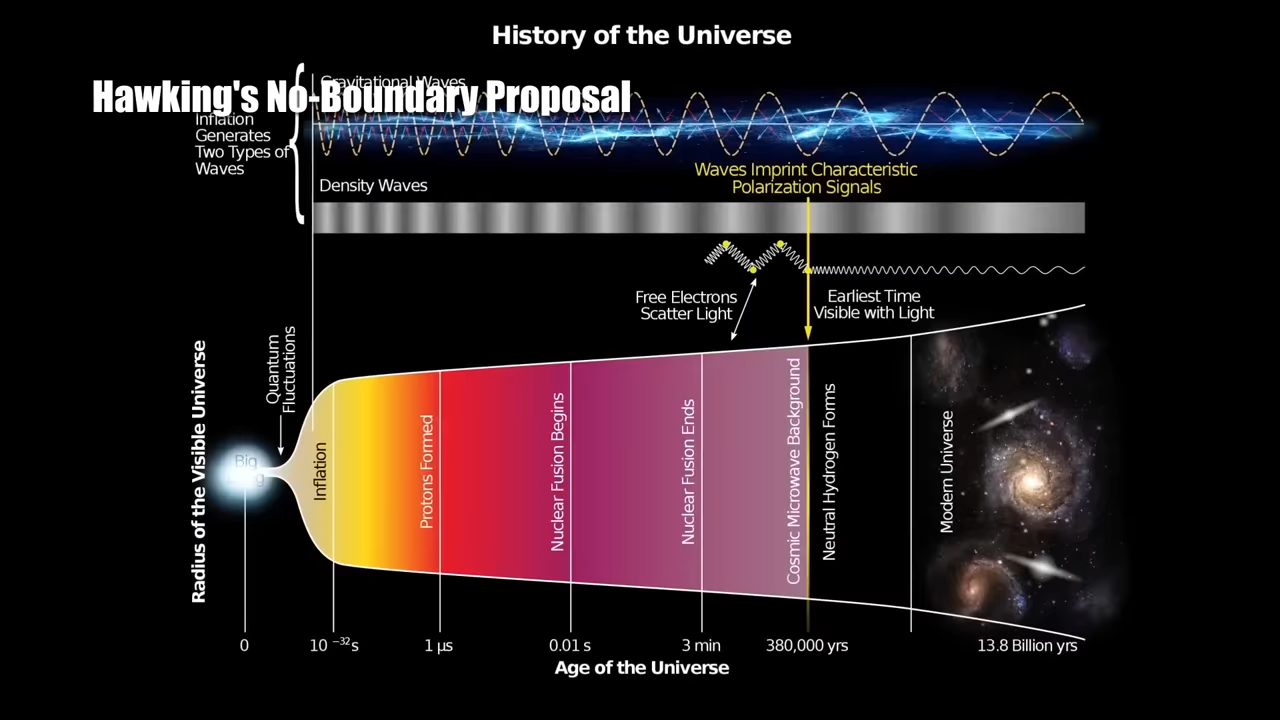 History of the Universe
Gravitational Waves
Hawking's No-Boundary Proposal
Inflation
Generates
Two Types of
Waves
Waves Imprint Characteristic
Polarization Signals
Density Waves
Free Electrons
Scatter Light
Earliest Time
Visible with Light
Radius of the Visible Universe
Quantum
Fluctuations
Big
Inflation
Protons Formed
Nuclear Fusion Begins
Nuclear Fusion Ends
Cosmic Microwave Background
Neutral Hydrogen Forms
Modern Universe
0
10 −32s
1 µs
0.01 s
3 min
380,000 yrs
13.8 Billion yrs
Age of the Universe